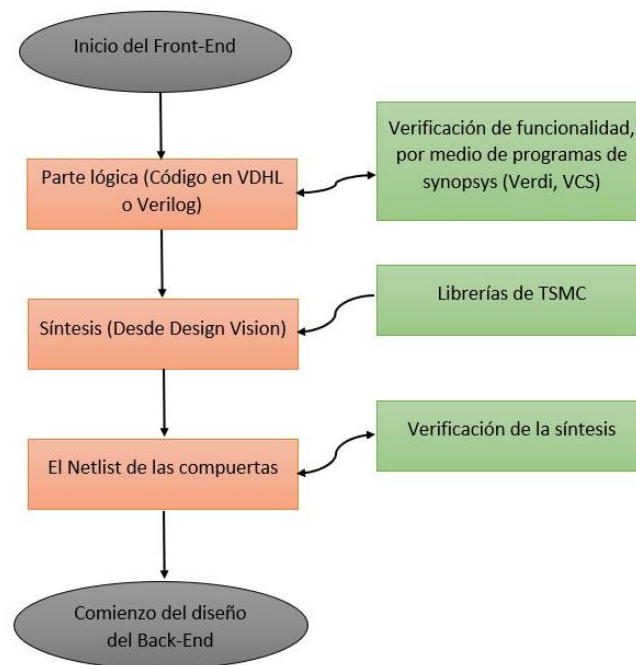 Inicio del Front-End
Parte lógica (Código en VDHL
o Verilog)
Verificación de funcionalidad,
por medio de programas de
synopsys (Verdi, VCS)
Síntesis (Desde Design Vision)
Librerías de TSMC
El Netlist de las compuertas
Verificación de la síntesis
Comienzo del diseño
del Back-End